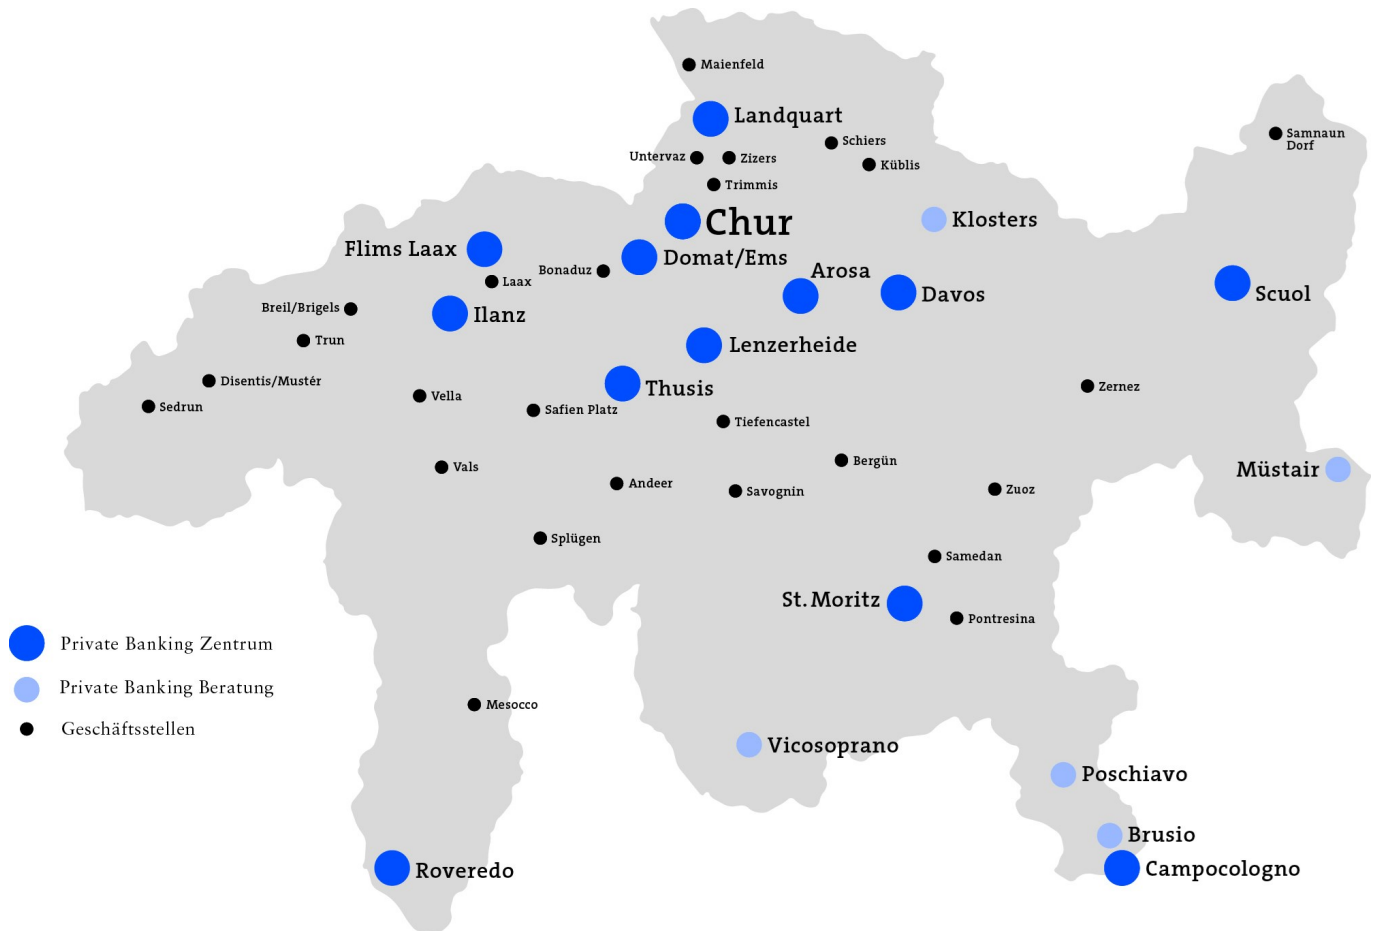 Maienfeld
Landquart
Schiers
Samnaun
Dorf
Untervaz
Zizers
Küblis
Trimmis
Chur
Klosters
Flims Laax
Domat/Ems
Bonaduz
Arosa
Laax
Davos
Scuol
Breil/Brigels
Ilanz
Trun
Lenzerheide
Disentis/Mustér
Thusis
Zernez
Vella
Sedrun
Safien Platz
Tiefencastel
Bergün
Vals
Müstair
Andeer
Savognin
Zuoz
Splügen
Samedan
St. Moritz
Pontresina
Private Banking Zentrum
Private Banking Beratung
Geschäftsstellen
Mesocco
Vicosoprano
Poschiavo
Brusio
Roveredo
Campocologno